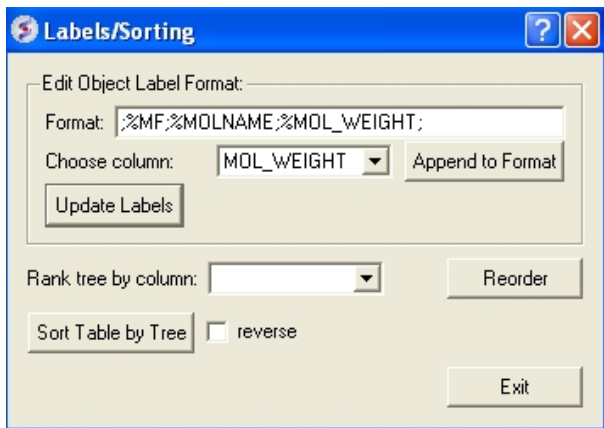 Labels/Sorting
Edit Object Label Format:
Format: ;%MF;%MOLNAME;%MOL_WEIGHT;
Choose column: MOL_WEIGHT Append to Format
Update Labels
Rank tree by column: Reorder
Sort Table by Tree reverse
Exit